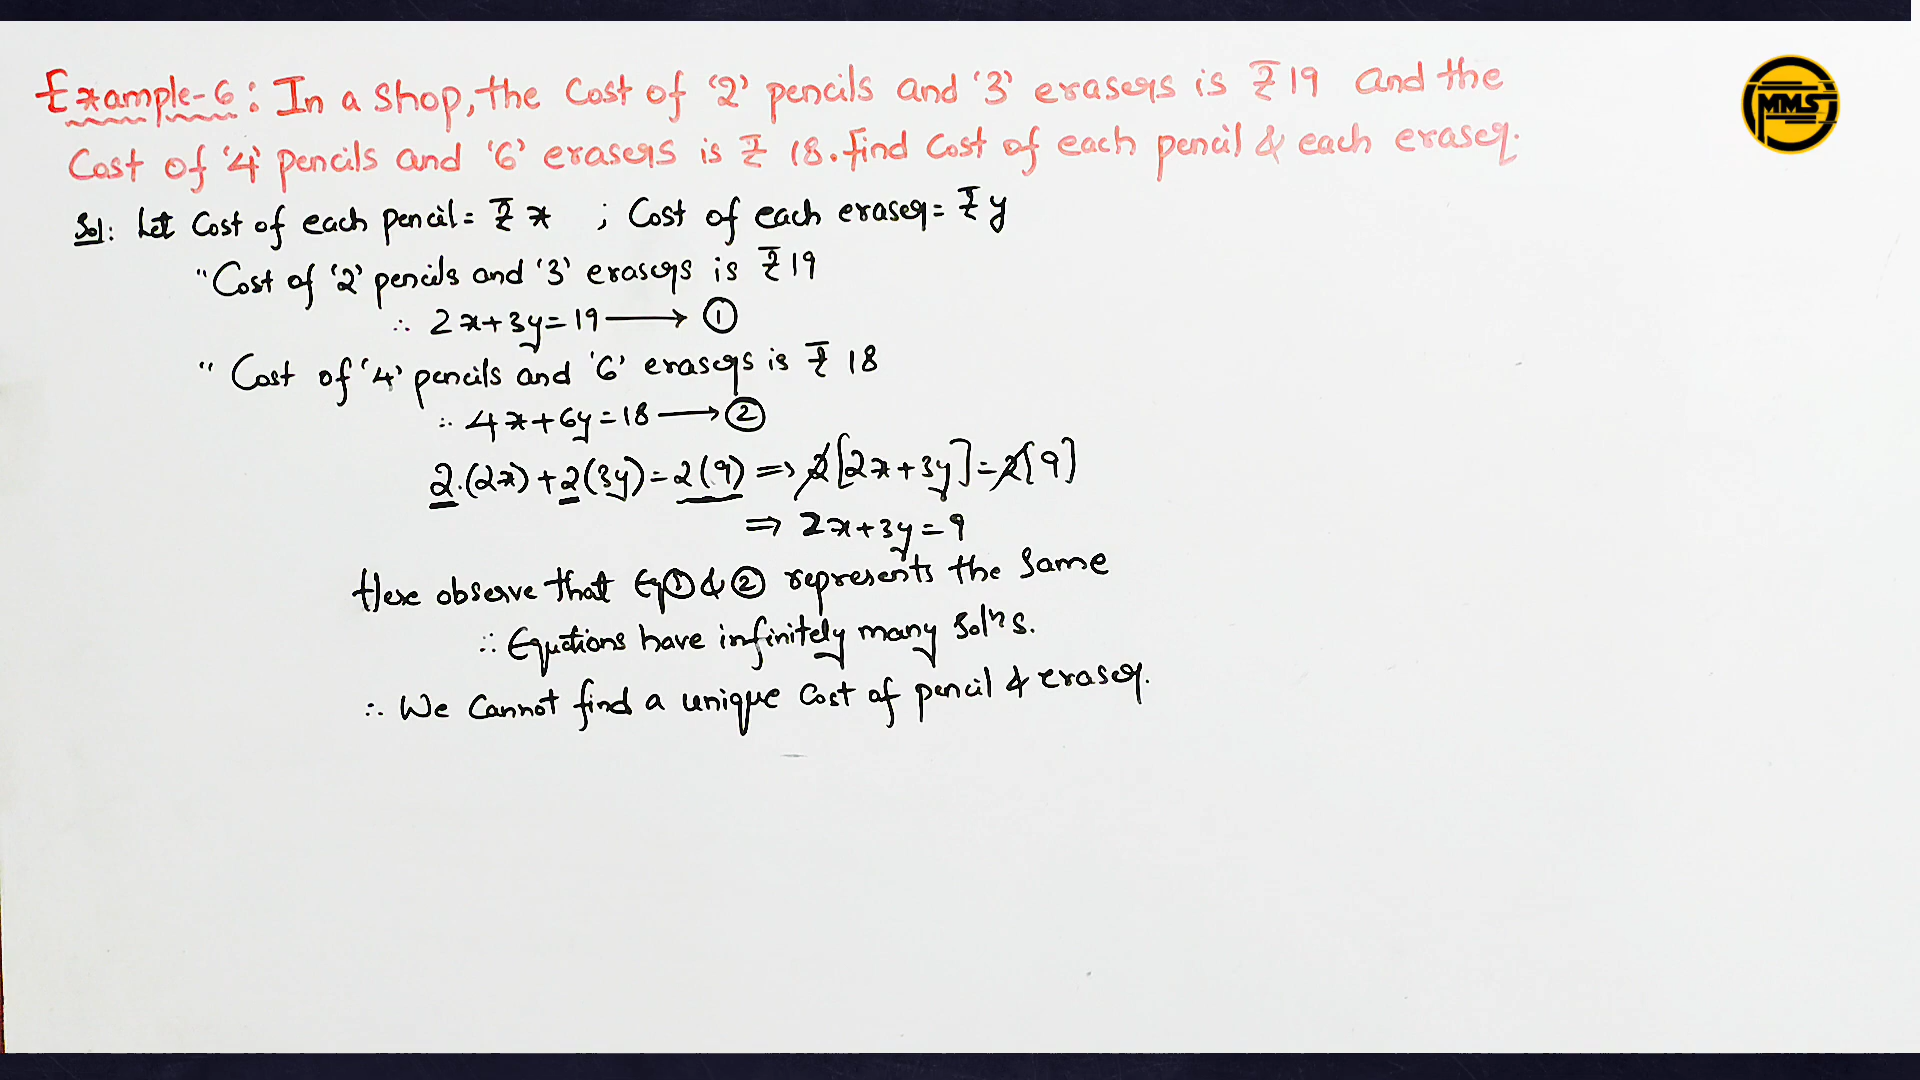 Example-6: In a shop, the Cost of '2' pencils and '3' erasers is ₹19 and the
Cost of '4' pencils and '6' erasers is ₹ 18. Find Cost of each pencil & each eraser.
MMS
Sol: Let Cost of each pencil = ₹ x ; Cost of each eraser = ₹ y
"Cost of '2' pencils and '3' erasers is ₹19
∴ 2x+3y=19 ⟶ ①
" Cost of '4' pencils and '6' erasers is ₹ 18
∴ 4x+6y=18 ⟶ ②
2.(2x)+2(3y)=2(9) ⇒ 2[2x+3y]=2[9]
⇒ 2x+3y=9
Here observe that Eq①&② represents the same
∴ Equctions have infinitely many solⁿs.
∴ We Cannot find a unique Cost of pencil & eraser.